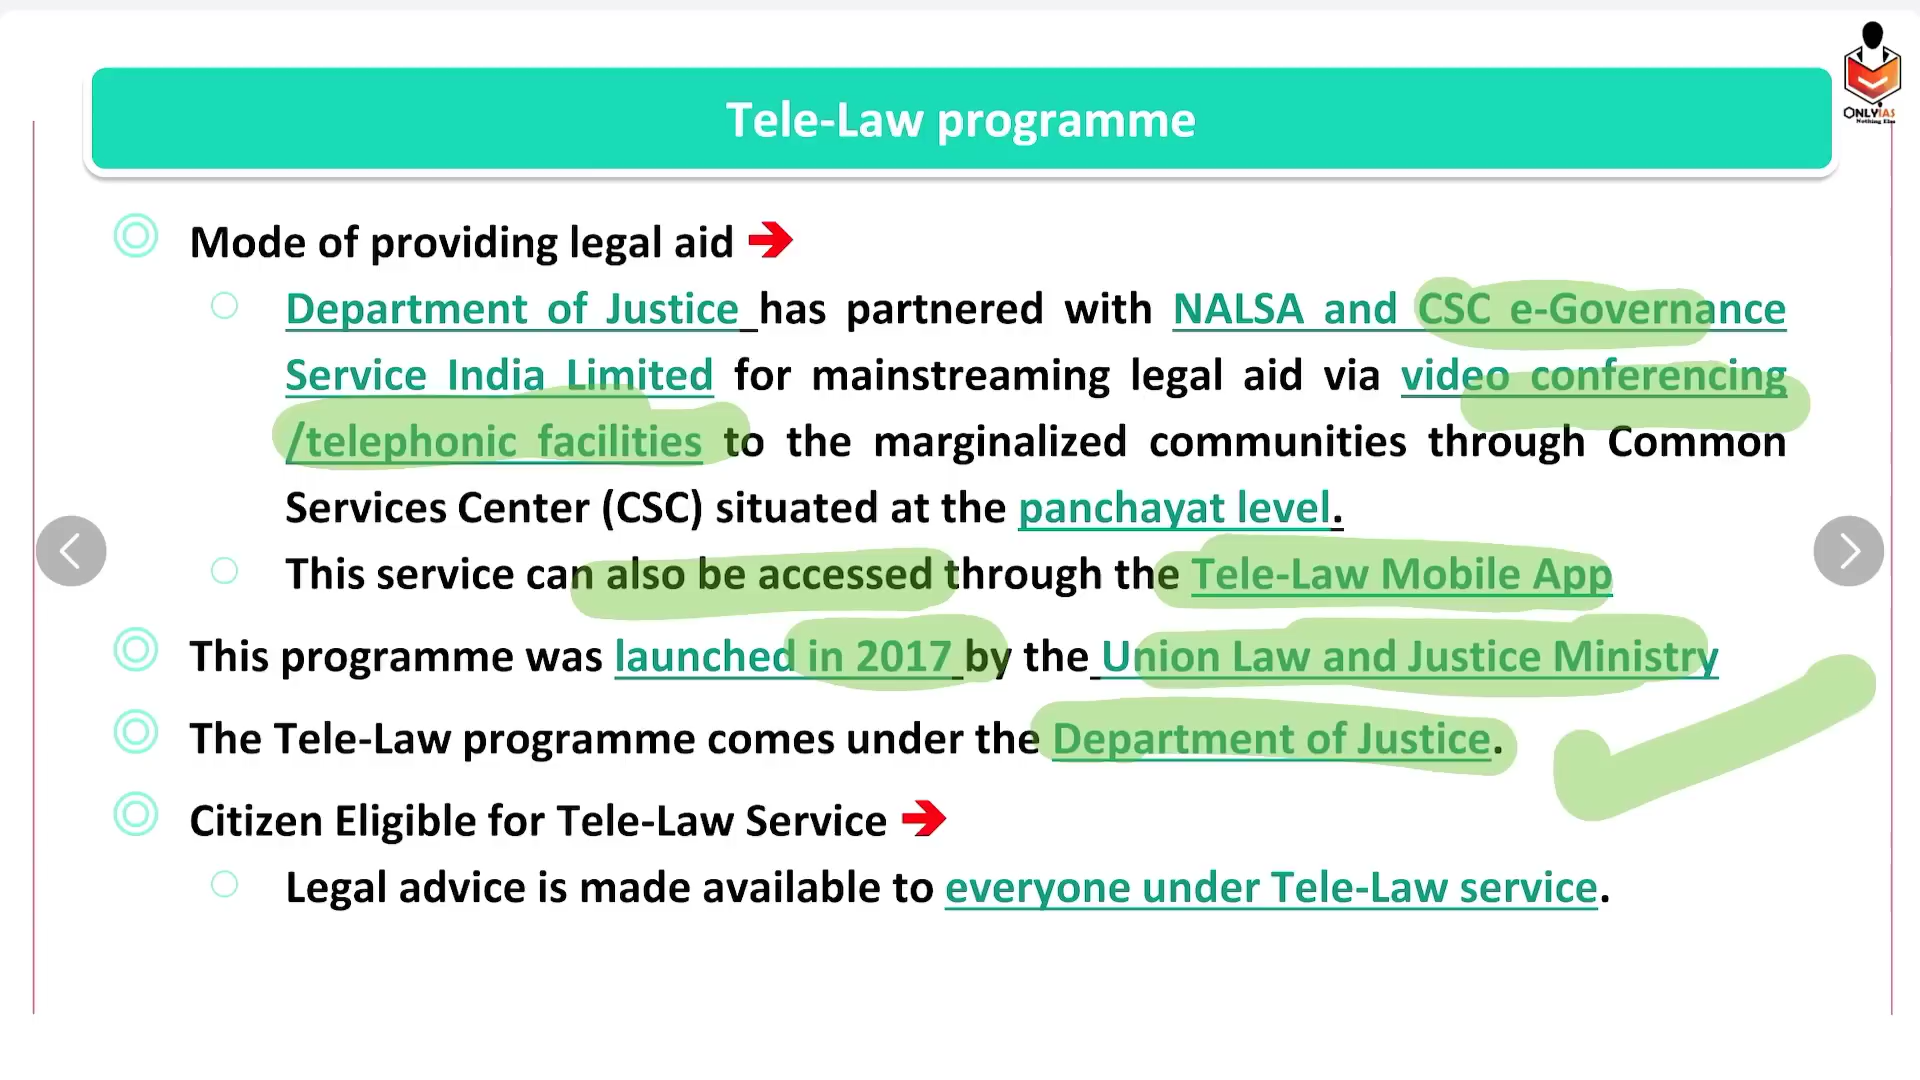 ONLYIAS
Nothing Else
Tele-Law programme
Mode of providing legal aid
Department of Justice has partnered with NALSA and CSC e-Governance
Service India Limited for mainstreaming legal aid via video conferencing
/telephonic facilities to the marginalized communities through Common
Services Center (CSC) situated at the panchayat level.
This service can also be accessed through the Tele-Law Mobile App
This programme was launched in 2017 by the Union Law and Justice Ministry
The Tele-Law programme comes under the Department of Justice.
Citizen Eligible for Tele-Law Service
Legal advice is made available to everyone under Tele-Law service.